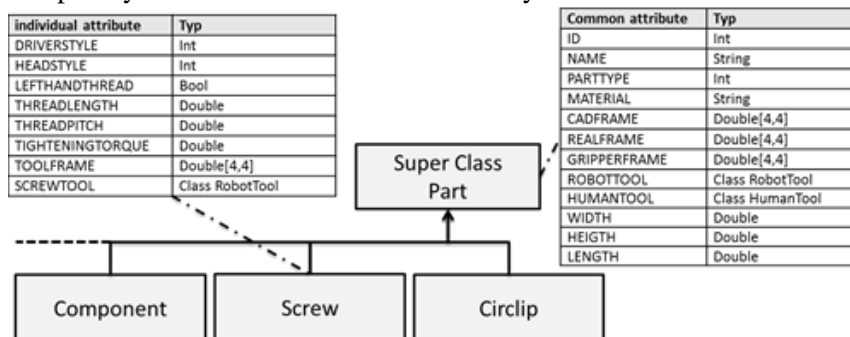 individual attribute Typ
DRIVERSTYLE Int
HEADSTYLE Int
LEFTHANDTHREAD Bool
THREADLENGTH Double
THREADPITCH Double
TIGHTENINGTORQUE Double
TOOLFRAME Double[4,4]
SCREWTOOL Class RobotTool
Common attribute Typ
ID Int
NAME String
PARTTYPE Int
MATERIAL String
CADFRAME Double[4,4]
REALFRAME Double[4,4]
GRIPPERFRAME Double[4,4]
ROBOTTOOL Class RobotTool
HUMANTOOL Class HumanTool
WIDTH Double
HEIGTH Double
LENGTH Double
Super Class
Part
Component
Screw
Circlip